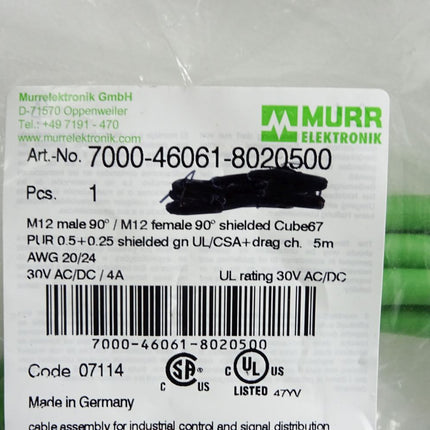 Murrelektronik GmbH
D-71570 Oppenweiler
Tel.: +49 7191 - 470
www.murrelektronik.com
MURR
ELEKTRONIK
Art.-No. 7000-46061-8020500
Pcs. 1
M12 male 90° / M12 female 90° shielded Cube67
PUR 0.5+0.25 shielded gn UL/CSA+drag ch. 5m
AWG 20/24
30V AC/DC / 4A UL rating 30V AC/DC
7000-46061-8020500
Code 07114
SA
C US
C UL US
LISTED 47YV
Made in Germany
cable assembly for industrial control and signal distribution